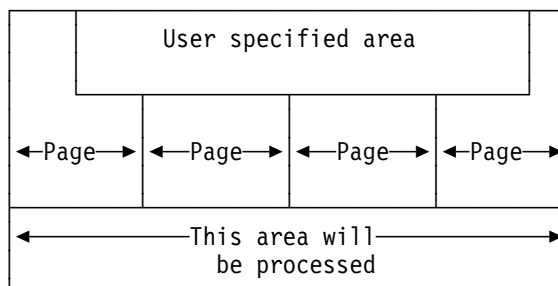 User specified area
Page Page Page Page
This area will
be processed